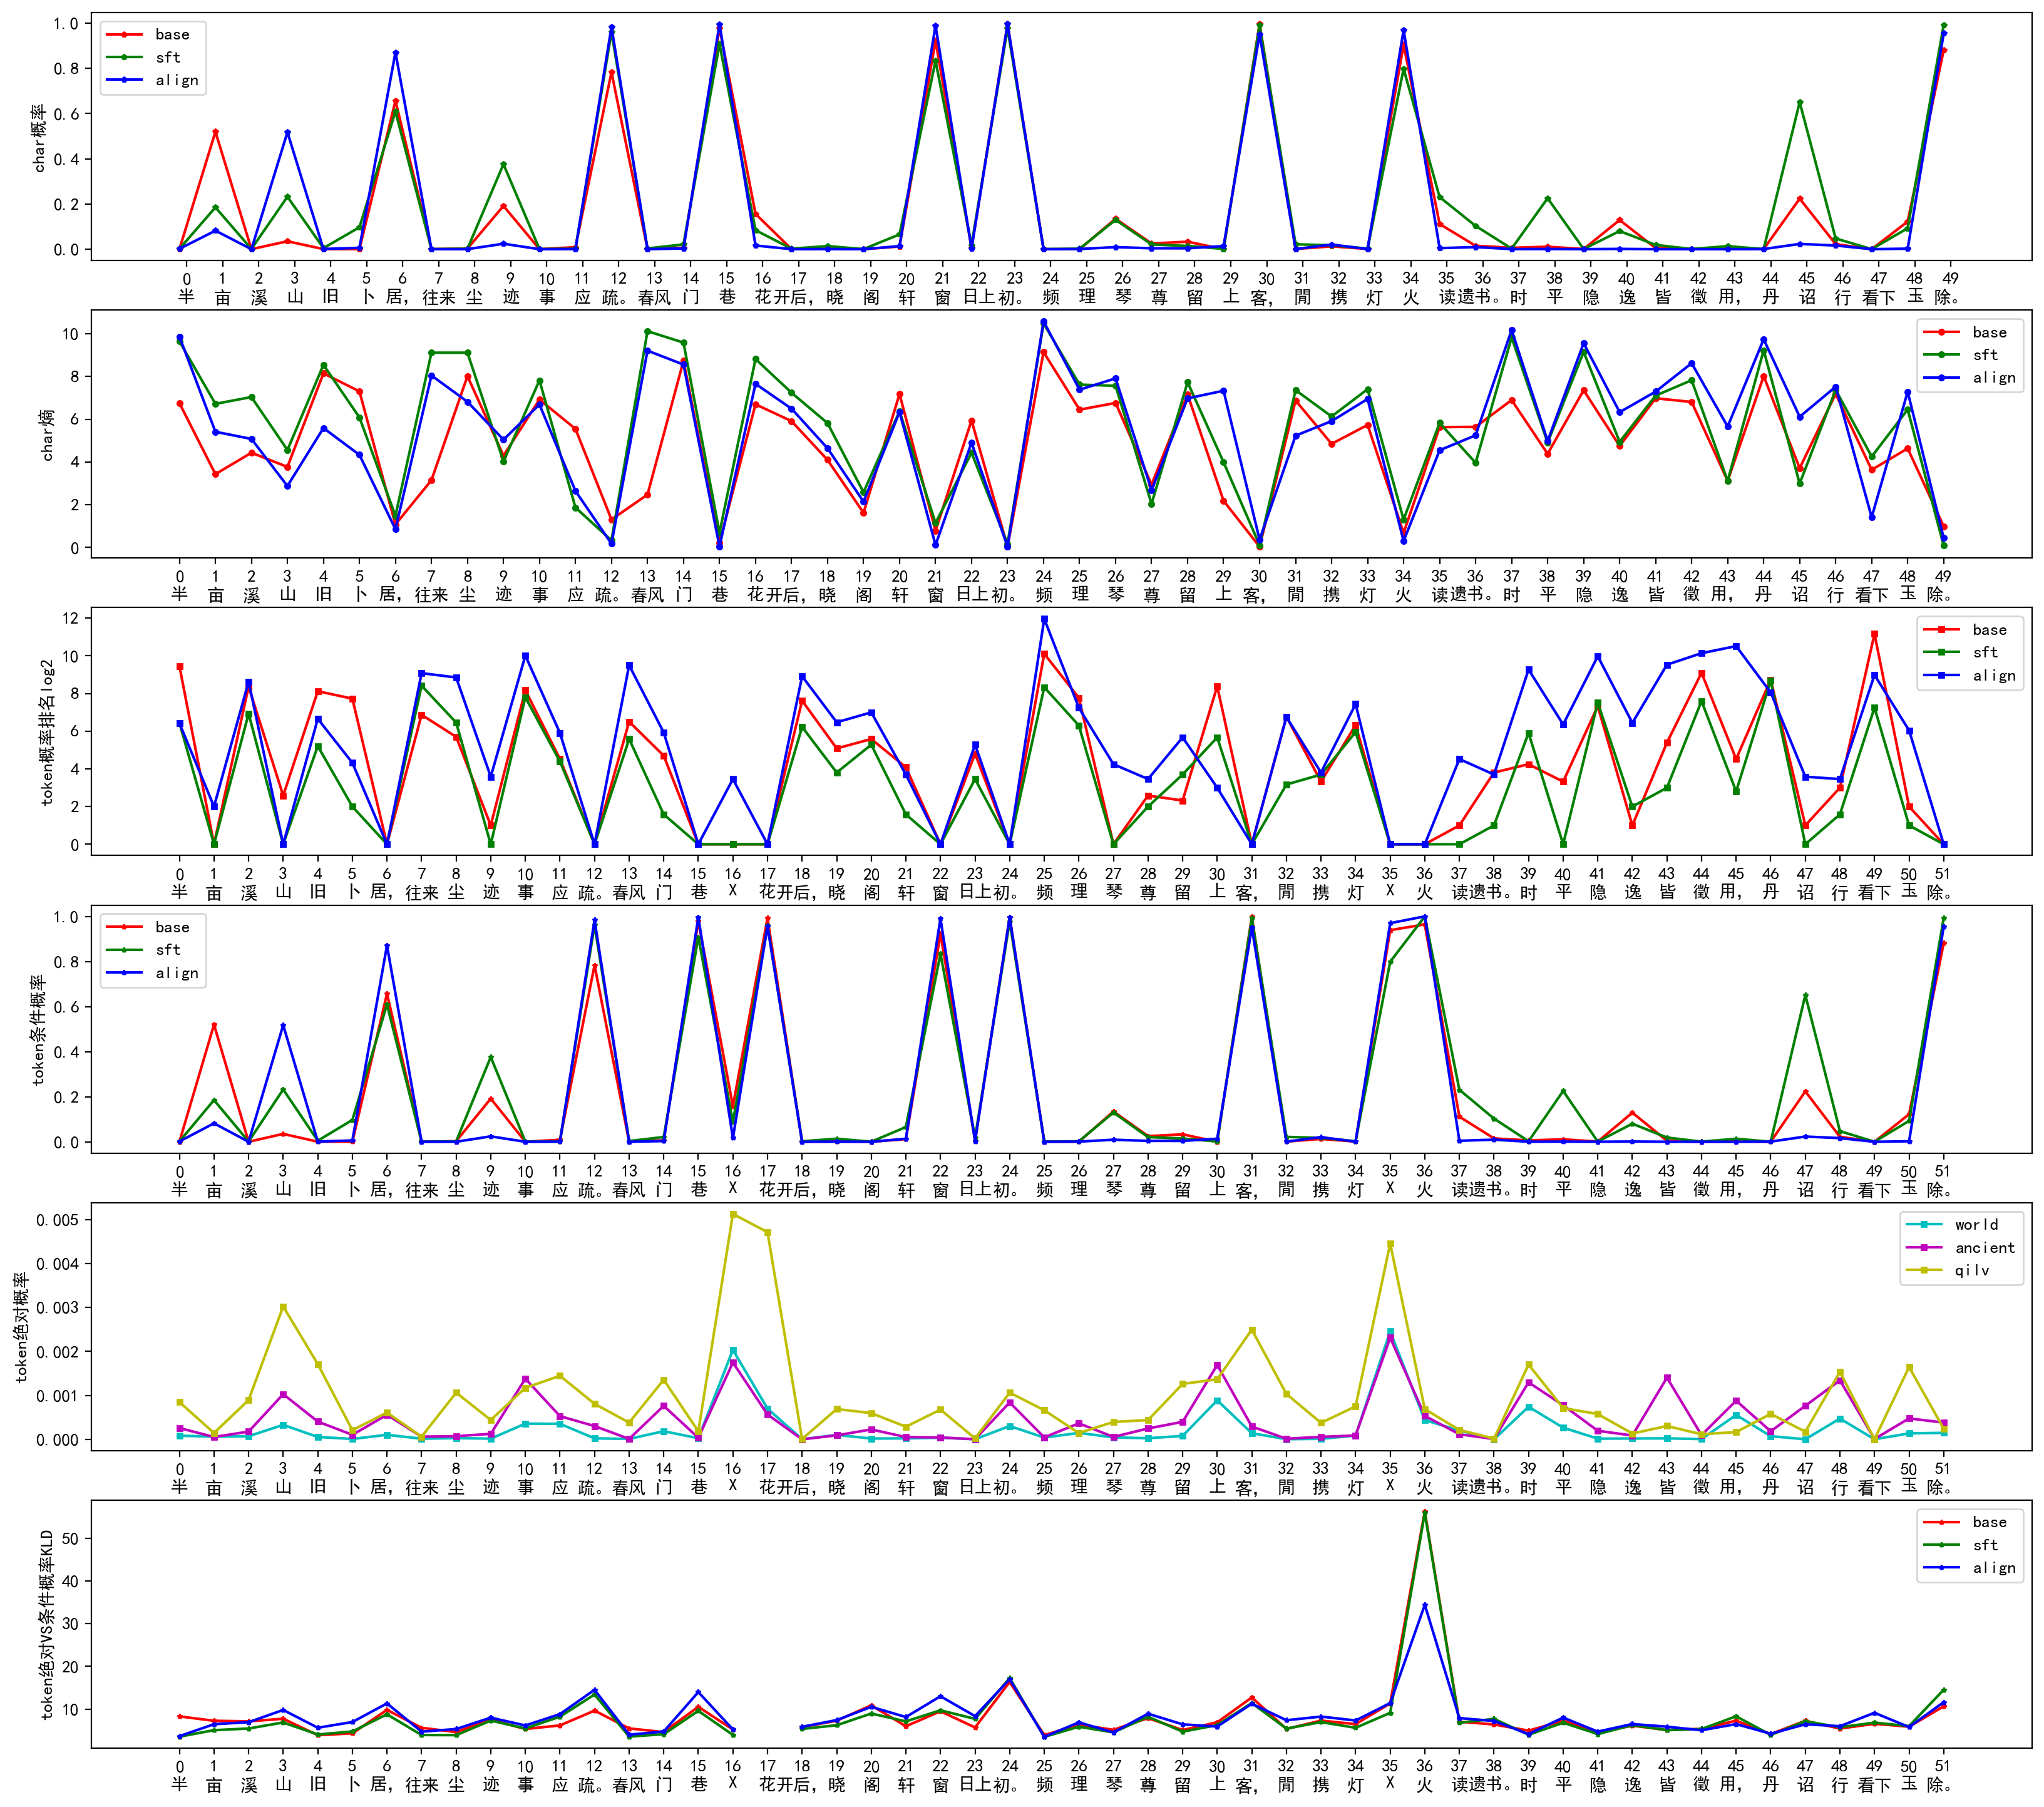 char概率
1.0
0.8
0.6
0.4
0.2
0.0
base
sft
align
0 1 2 3 4 5 6 7 8 9 10 11 12 13 14 15 16 17 18 19 20 21 22 23 24 25 26 27 28 29 30 31 32 33 34 35 36 37 38 39 40 41 42 43 44 45 46 47 48 49
半 亩 溪 山 旧 卜 居, 往来 尘 迹 事 应 疏。 春风 门 巷 花 开后, 晓 阁 轩 窗 日上 初。 频 理 琴 尊 留 上 客, 閒 携 灯 火 读 遗书。 时 平 隐 逸 皆 徵 用, 丹 诏 行 看下 玉 除。
char熵
10
8
6
4
2
0
base
sft
align
0 1 2 3 4 5 6 7 8 9 10 11 12 13 14 15 16 17 18 19 20 21 22 23 24 25 26 27 28 29 30 31 32 33 34 35 36 37 38 39 40 41 42 43 44 45 46 47 48 49
半 亩 溪 山 旧 卜 居, 往来 尘 迹 事 应 疏。 春风 门 巷 花 开后, 晓 阁 轩 窗 日上 初。 频 理 琴 尊 留 上 客, 閒 携 灯 火 读 遗书。 时 平 隐 逸 皆 徵 用, 丹 诏 行 看下 玉 除。
token概率排名log2
12
10
8
6
4
2
0
base
sft
align
0 1 2 3 4 5 6 7 8 9 10 11 12 13 14 15 16 17 18 19 20 21 22 23 24 25 26 27 28 29 30 31 32 33 34 35 36 37 38 39 40 41 42 43 44 45 46 47 48 49 50 51
半 亩 溪 山 旧 卜 居, 往来 尘 迹 事 应 疏。 春风 门 巷 X 花 开后, 晓 阁 轩 窗 日上 初。 频 理 琴 尊 留 上 客, 閒 携 灯 X 火 读 遗书。 时 平 隐 逸 皆 徵 用, 丹 诏 行 看下 玉 除。
token条件概率
1.0
0.8
0.6
0.4
0.2
0.0
base
sft
align
0 1 2 3 4 5 6 7 8 9 10 11 12 13 14 15 16 17 18 19 20 21 22 23 24 25 26 27 28 29 30 31 32 33 34 35 36 37 38 39 40 41 42 43 44 45 46 47 48 49 50 51
半 亩 溪 山 旧 卜 居, 往来 尘 迹 事 应 疏。 春风 门 巷 X 花 开后, 晓 阁 轩 窗 日上 初。 频 理 琴 尊 留 上 客, 閒 携 灯 X 火 读 遗书。 时 平 隐 逸 皆 徵 用, 丹 诏 行 看下 玉 除。
token绝对概率
0.005
0.004
0.003
0.002
0.001
0.000
world
ancient
qilv
0 1 2 3 4 5 6 7 8 9 10 11 12 13 14 15 16 17 18 19 20 21 22 23 24 25 26 27 28 29 30 31 32 33 34 35 36 37 38 39 40 41 42 43 44 45 46 47 48 49 50 51
半 亩 溪 山 旧 卜 居, 往来 尘 迹 事 应 疏。 春风 门 巷 X 花 开后, 晓 阁 轩 窗 日上 初。 频 理 琴 尊 留 上 客, 閒 携 灯 X 火 读 遗书。 时 平 隐 逸 皆 徵 用, 丹 诏 行 看下 玉 除。
token绝对VS条件概率KLD
50
40
30
20
10
base
sft
align
0 1 2 3 4 5 6 7 8 9 10 11 12 13 14 15 16 17 18 19 20 21 22 23 24 25 26 27 28 29 30 31 32 33 34 35 36 37 38 39 40 41 42 43 44 45 46 47 48 49 50 51
半 亩 溪 山 旧 卜 居, 往来 尘 迹 事 应 疏。 春风 门 巷 X 花 开后, 晓 阁 轩 窗 日上 初。 频 理 琴 尊 留 上 客, 閒 携 灯 X 火 读 遗书。 时 平 隐 逸 皆 徵 用, 丹 诏 行 看下 玉 除。